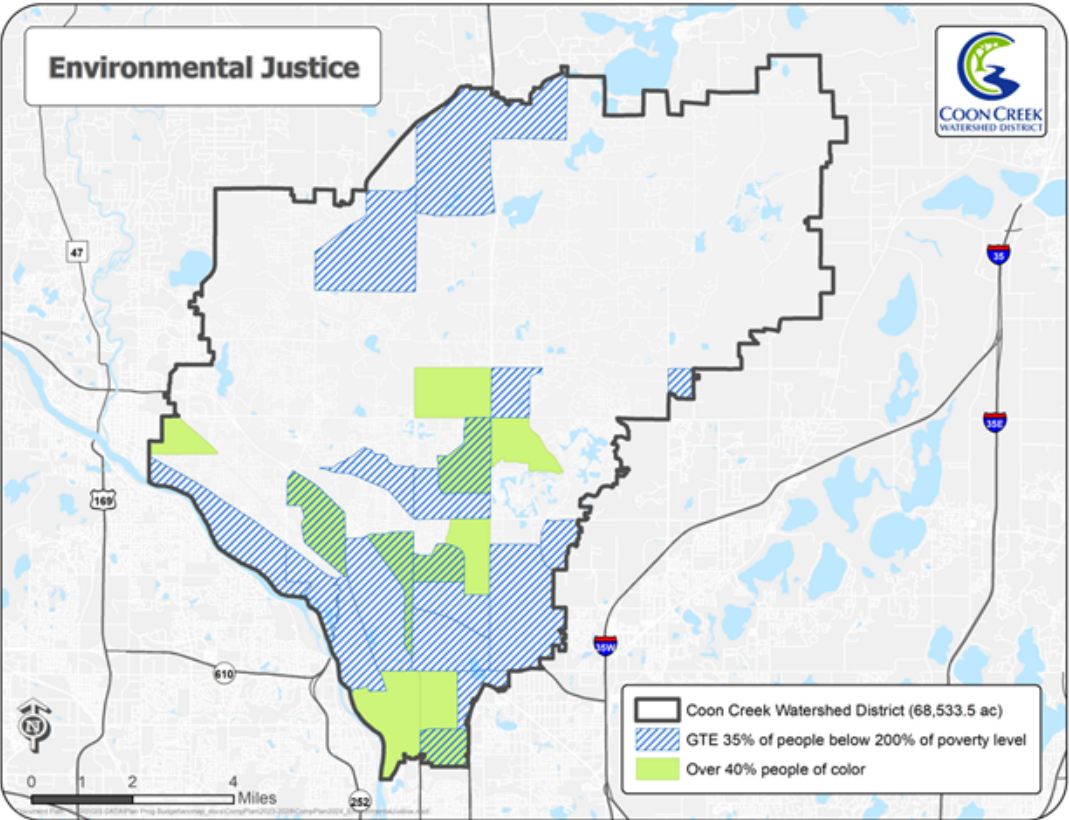 Environmental Justice
COON CREEK
WATERSHED DISTRICT
47
35
35E
169
35W
610
N
252
0 1 2 4
Miles
Coon Creek Watershed District (68,533.5 ac)
GTE 35% of people below 200% of poverty level
Over 40% people of color